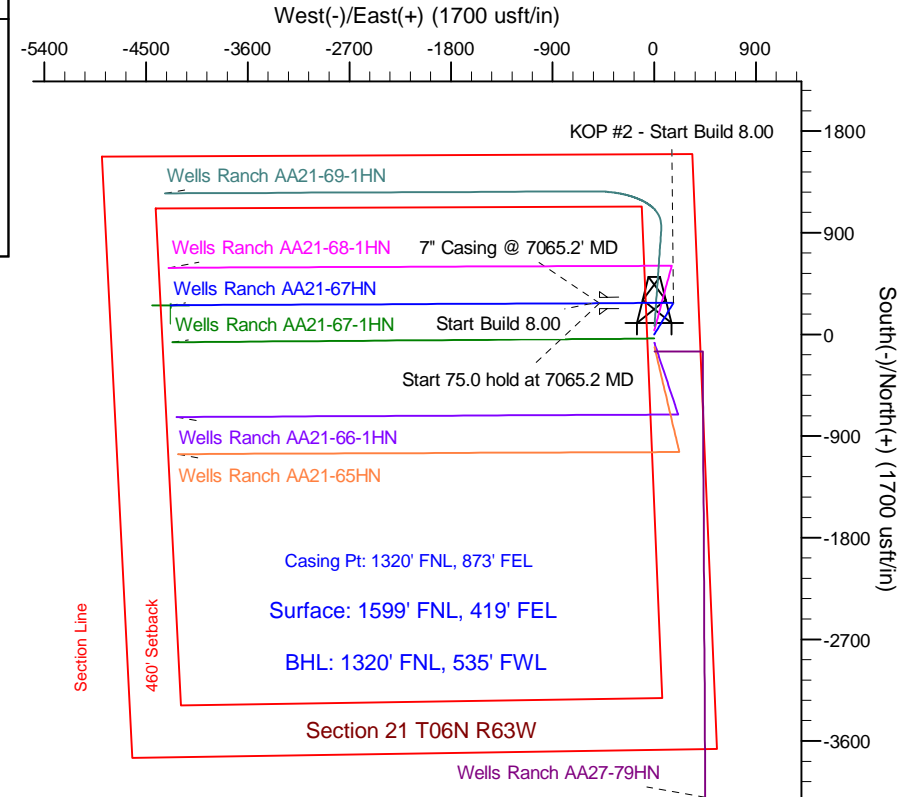 West(-)/East(+) (1700 usft/in)
-5400 -4500 -3600 -2700 -1800 -900 0 900
KOP #2 - Start Build 8.00
1800
Wells Ranch AA21-69-1HN
900
Wells Ranch AA21-68-1HN
7" Casing @ 7065.2' MD
Wells Ranch AA21-67HN
Wells Ranch AA21-67-1HN
Start Build 8.00
0
Start 75.0 hold at 7065.2 MD
South(-)/North(+) (1700 usft/in)
Wells Ranch AA21-66-1HN
-900
Wells Ranch AA21-65HN
Casing Pt: 1320' FNL, 873' FEL
-1800
Surface: 1599' FNL, 419' FEL
Section Line
460' Setback
BHL: 1320' FNL, 535' FWL
-2700
Section 21 T06N R63W
-3600
Wells Ranch AA27-79HN